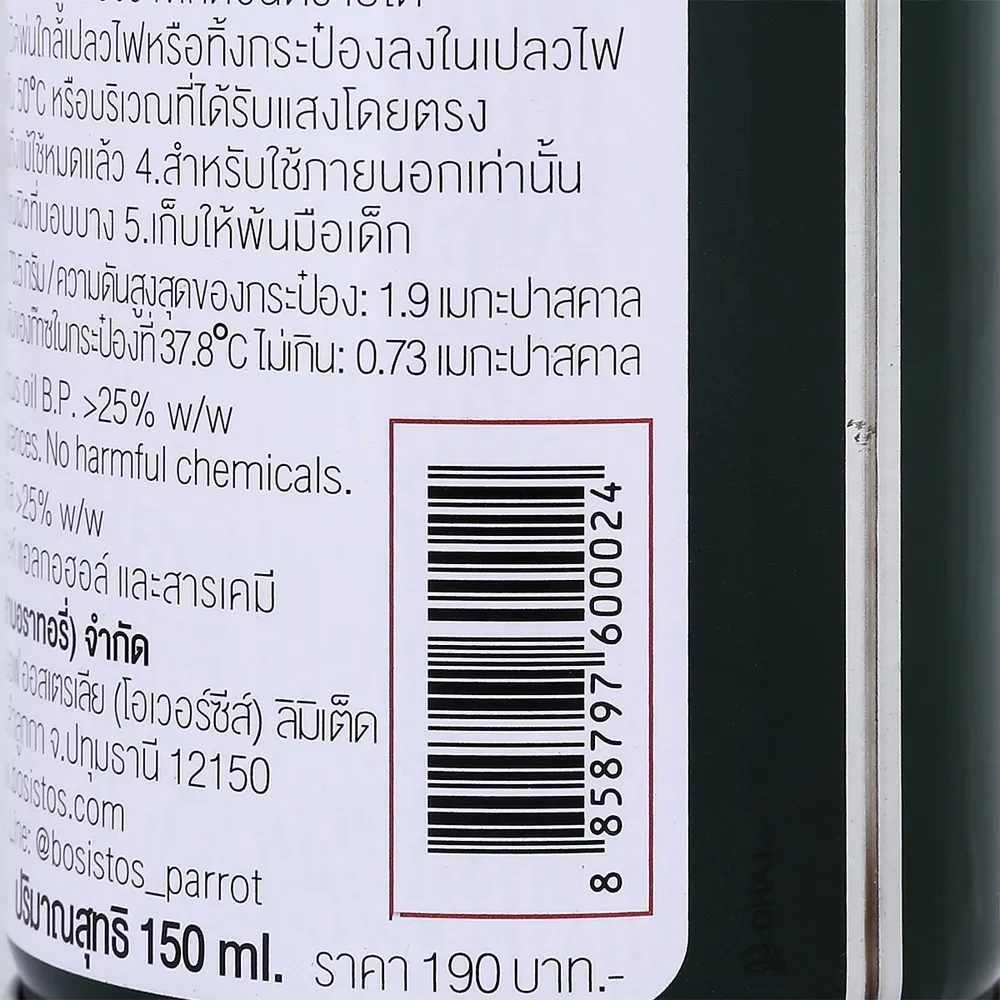 เปลวไฟหรือทิ้งกระป๋องลงในเปลวไฟ
50°C หรือบริเวณที่ได้รับแสงโดยตรง
แม้ใช้หมดแล้ว 4.สำหรับใช้ภายนอกเท่านั้น
ผิวที่บอบบาง 5.เก็บให้พ้นมือเด็ก
กรัม/ความดันสูงสุดของกระป๋อง: 1.9 เมกะปาสคาล
ก๊าซในกระป๋องที่ 37.8°C ไม่เกิน: 0.73 เมกะปาสคาล
oil B.P. >25% w/w
No harmful chemicals.
>25% w/w
แอลกอฮอล์ และสารเคมี
จำกัด
ออสเตรเลีย (โอเวอร์ซีส์) ลิมิเต็ด
จ.ปทุมธานี 12150
bosistos.com
Line: @bosistos_parrot
ปริมาณสุทธิ 150 ml. ราคา 190 บาท.-
8 858797 600024